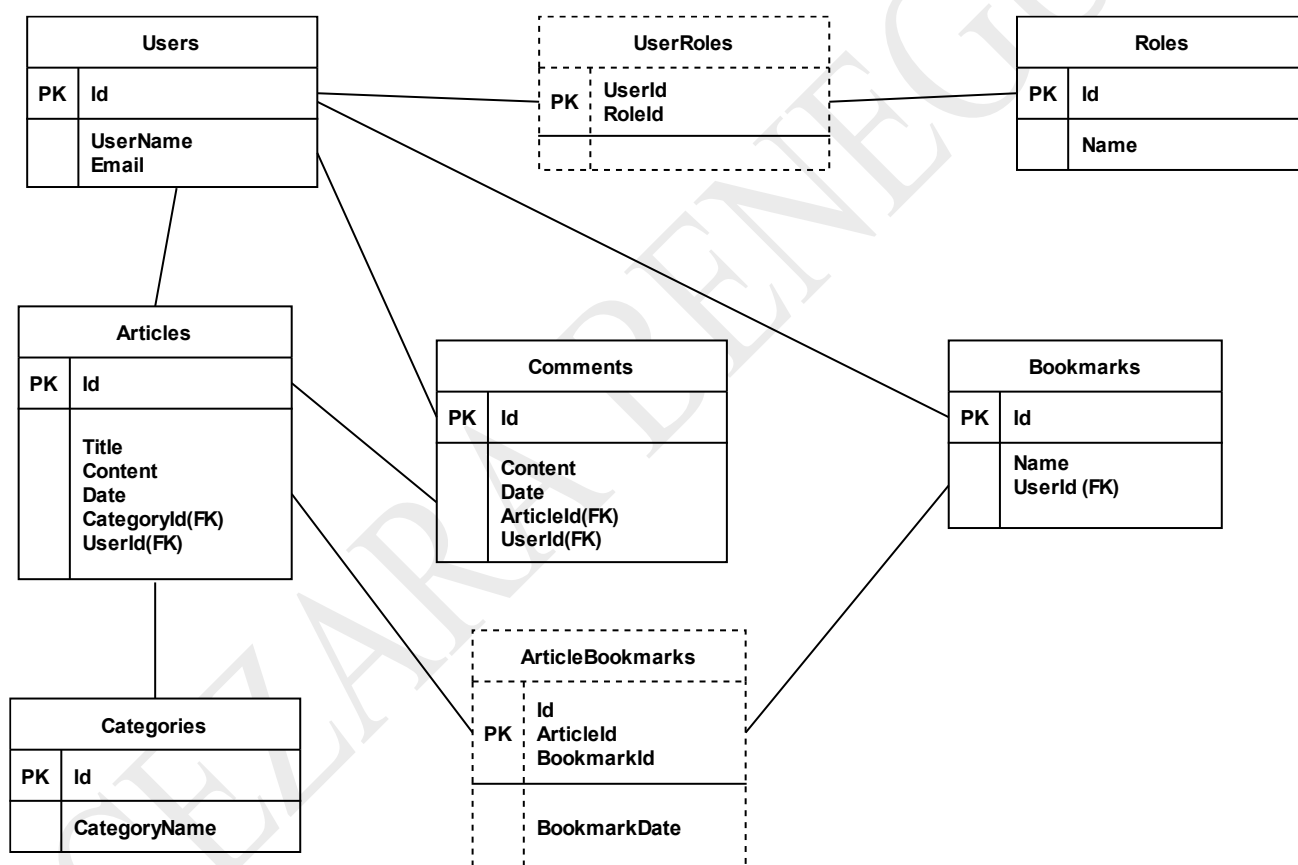 Users
PK Id
UserName
Email
UserRoles
PK UserId
RoleId
Roles
PK Id
Name
Articles
PK Id
Title
Content
Date
CategoryId(FK)
UserId(FK)
Comments
PK Id
Content
Date
ArticleId(FK)
UserId(FK)
Bookmarks
PK Id
Name
UserId (FK)
ArticleBookmarks
Id
PK ArticleId
BookmarkId
BookmarkDate
Categories
PK Id
CategoryName
CEZARA BENEG